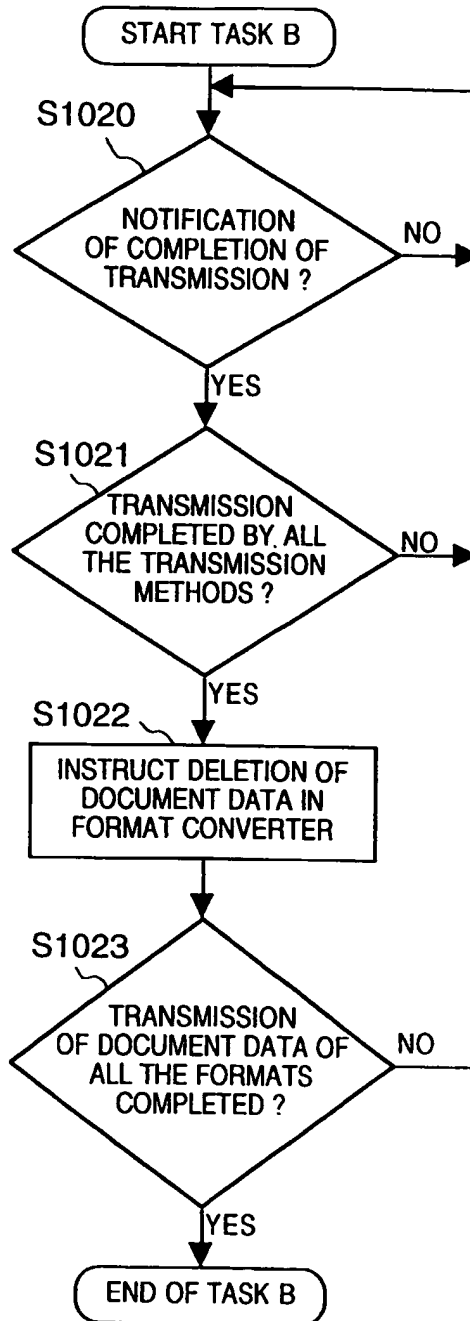 START TASK B
S1020
NOTIFICATION
OF COMPLETION OF
TRANSMISSION ?
NO
YES
S1021
TRANSMISSION
COMPLETED BY ALL
THE TRANSMISSION
METHODS ?
NO
YES
S1022
INSTRUCT DELETION OF
DOCUMENT DATA IN
FORMAT CONVERTER
S1023
TRANSMISSION
OF DOCUMENT DATA OF
ALL THE FORMATS
COMPLETED ?
NO
YES
END OF TASK B